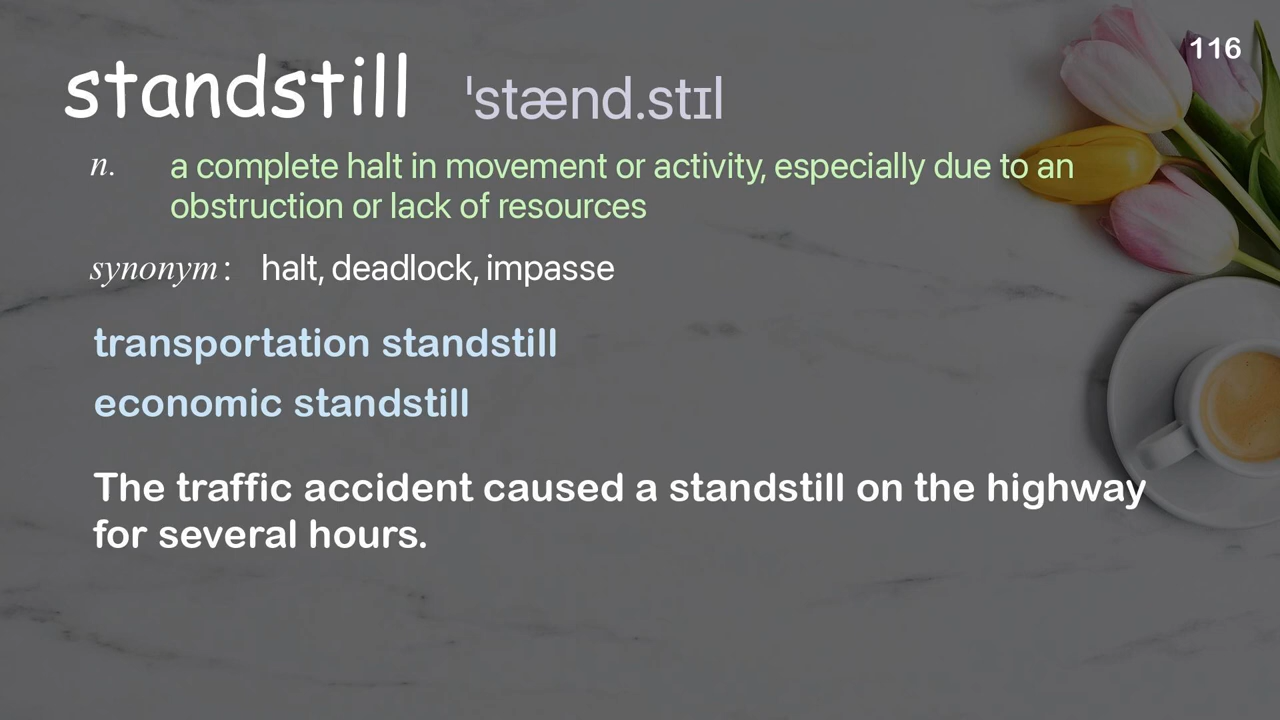 116
standstill ˈstænd.stɪl
n. a complete halt in movement or activity, especially due to an
obstruction or lack of resources
synonym: halt, deadlock, impasse
transportation standstill
economic standstill
The traffic accident caused a standstill on the highway
for several hours.